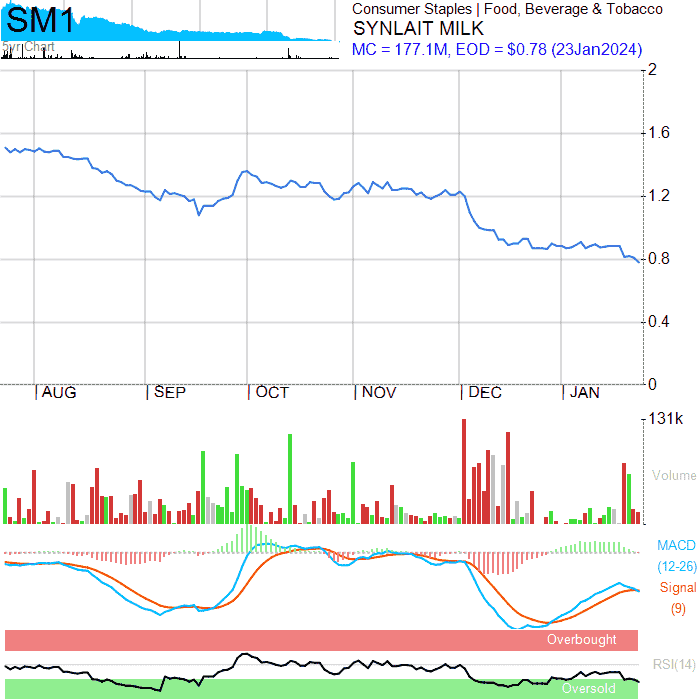 SM1
5yr Chart
Consumer Staples | Food, Beverage & Tobacco
SYNLAIT MILK
MC = 177.1M, EOD = $0.78 (23Jan2024)
2
1.6
1.2
0.8
0.4
0
AUG
SEP
OCT
NOV
DEC
JAN
131k
Volume
MACD
(12-26)
Signal
(9)
Overbought
RSI(14)
Oversold